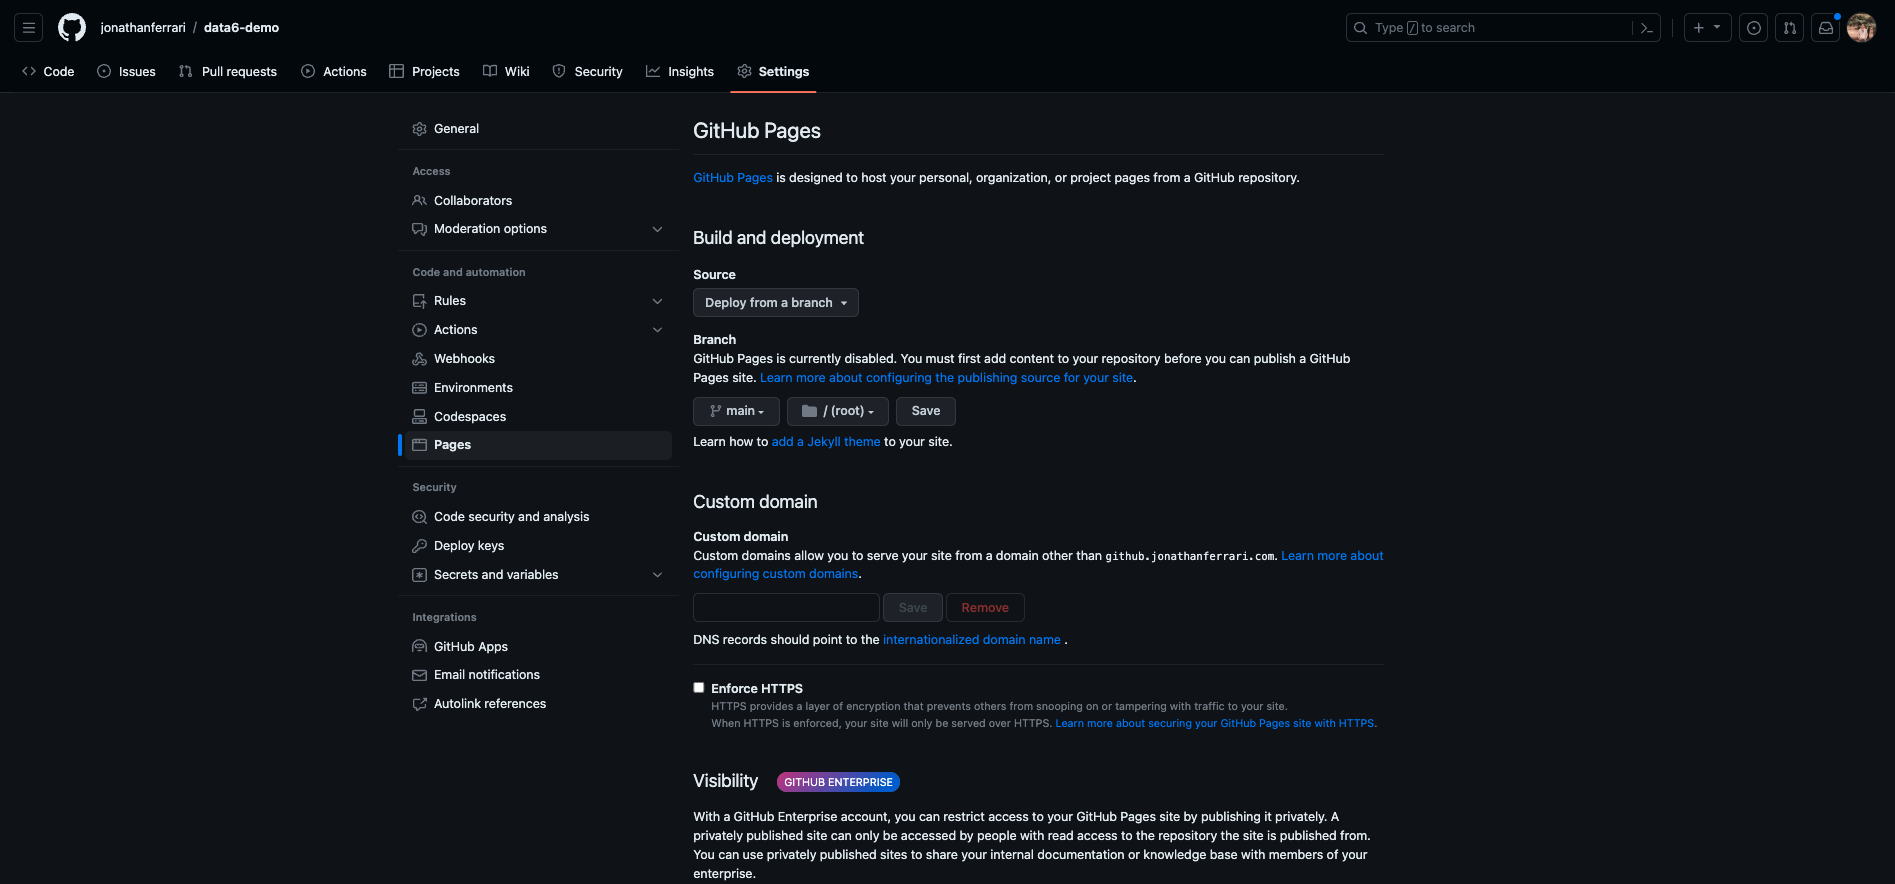 jonathanferrari / data6-demo
Type / to search
Code
Issues
Pull requests
Actions
Projects
Wiki
Security
Insights
Settings
General
Access
Collaborators
Moderation options
Code and automation
Rules
Actions
Webhooks
Environments
Codespaces
Pages
Security
Code security and analysis
Deploy keys
Secrets and variables
Integrations
GitHub Apps
Email notifications
Autolink references
GitHub Pages
GitHub Pages is designed to host your personal, organization, or project pages from a GitHub repository.
Build and deployment
Source
Deploy from a branch
Branch
GitHub Pages is currently disabled. You must first add content to your repository before you can publish a GitHub
Pages site. Learn more about configuring the publishing source for your site.
main
/ (root)
Save
Learn how to add a Jekyll theme to your site.
Custom domain
Custom domain
Custom domains allow you to serve your site from a domain other than github.jonathanferrari.com. Learn more about
configuring custom domains.
Save
Remove
DNS records should point to the internationalized domain name .
Enforce HTTPS
HTTPS provides a layer of encryption that prevents others from snooping on or tampering with traffic to your site.
When HTTPS is enforced, your site will only be served over HTTPS. Learn more about securing your GitHub Pages site with HTTPS.
Visibility
GITHUB ENTERPRISE
With a GitHub Enterprise account, you can restrict access to your GitHub Pages site by publishing it privately. A
privately published site can only be accessed by people with read access to the repository the site is published from.
You can use privately published sites to share your internal documentation or knowledge base with members of your
enterprise.